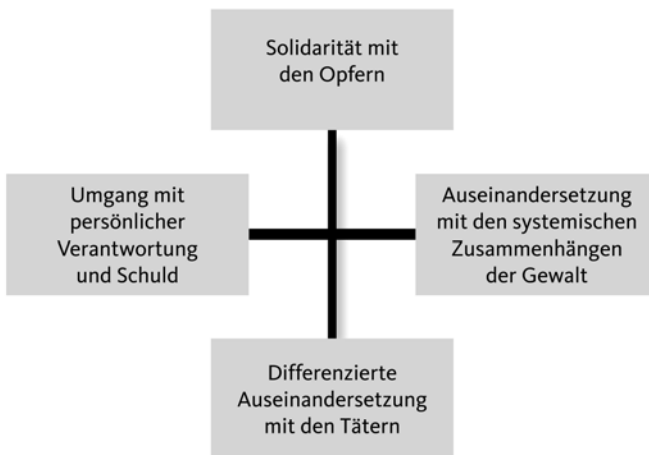 Solidarität mit
den Opfern
Umgang mit
persönlicher
Verantwortung
und Schuld
Auseinandersetzung
mit den systemischen
Zusammenhängen
der Gewalt
Differenzierte
Auseinandersetzung
mit den Tätern